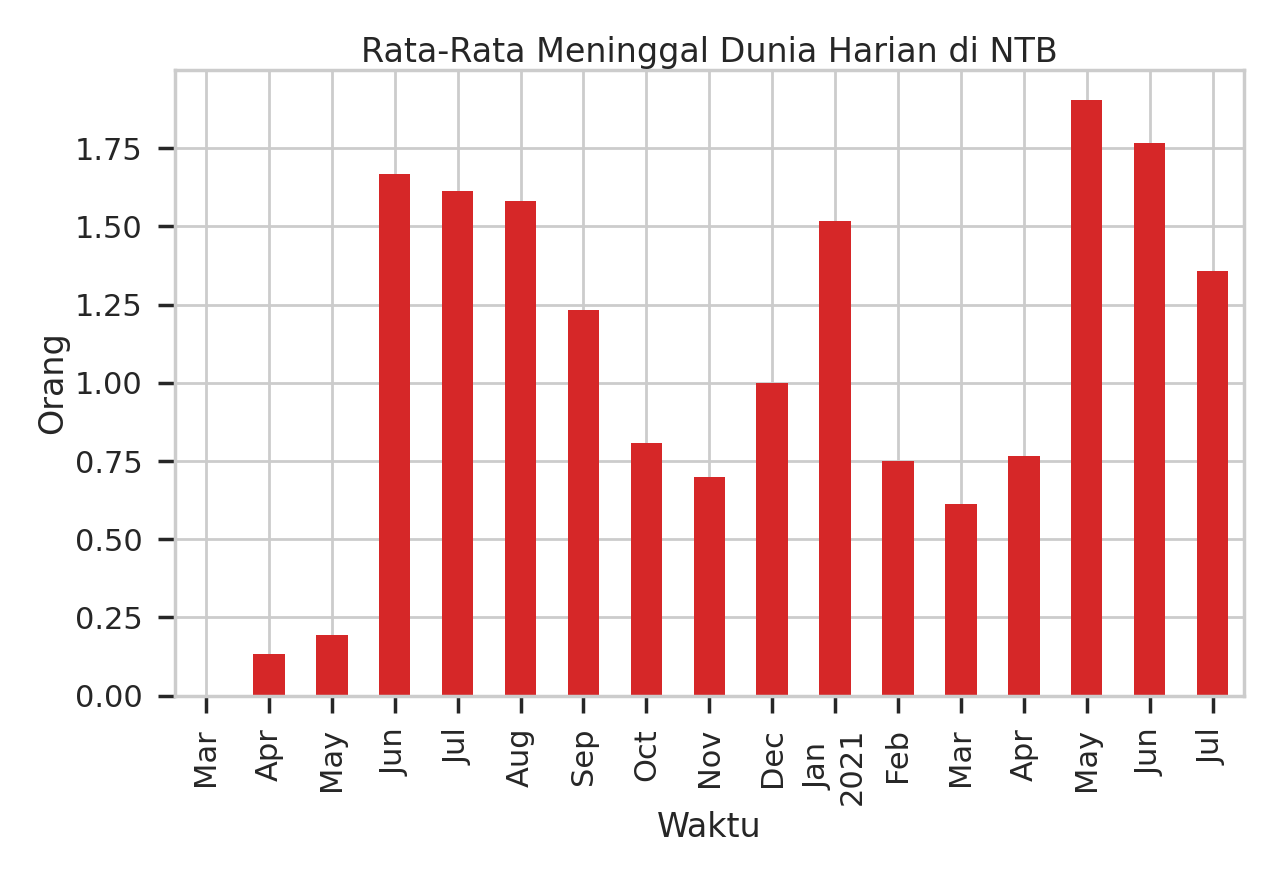 Rata-Rata Meninggal Dunia Harian di NTB
Orang
1.75
1.50
1.25
1.00
0.75
0.50
0.25
0.00
Mar
Apr
May
Jun
Jul
Aug
Sep
Oct
Nov
Dec
Jan
2021
Feb
Mar
Apr
May
Jun
Jul
Waktu